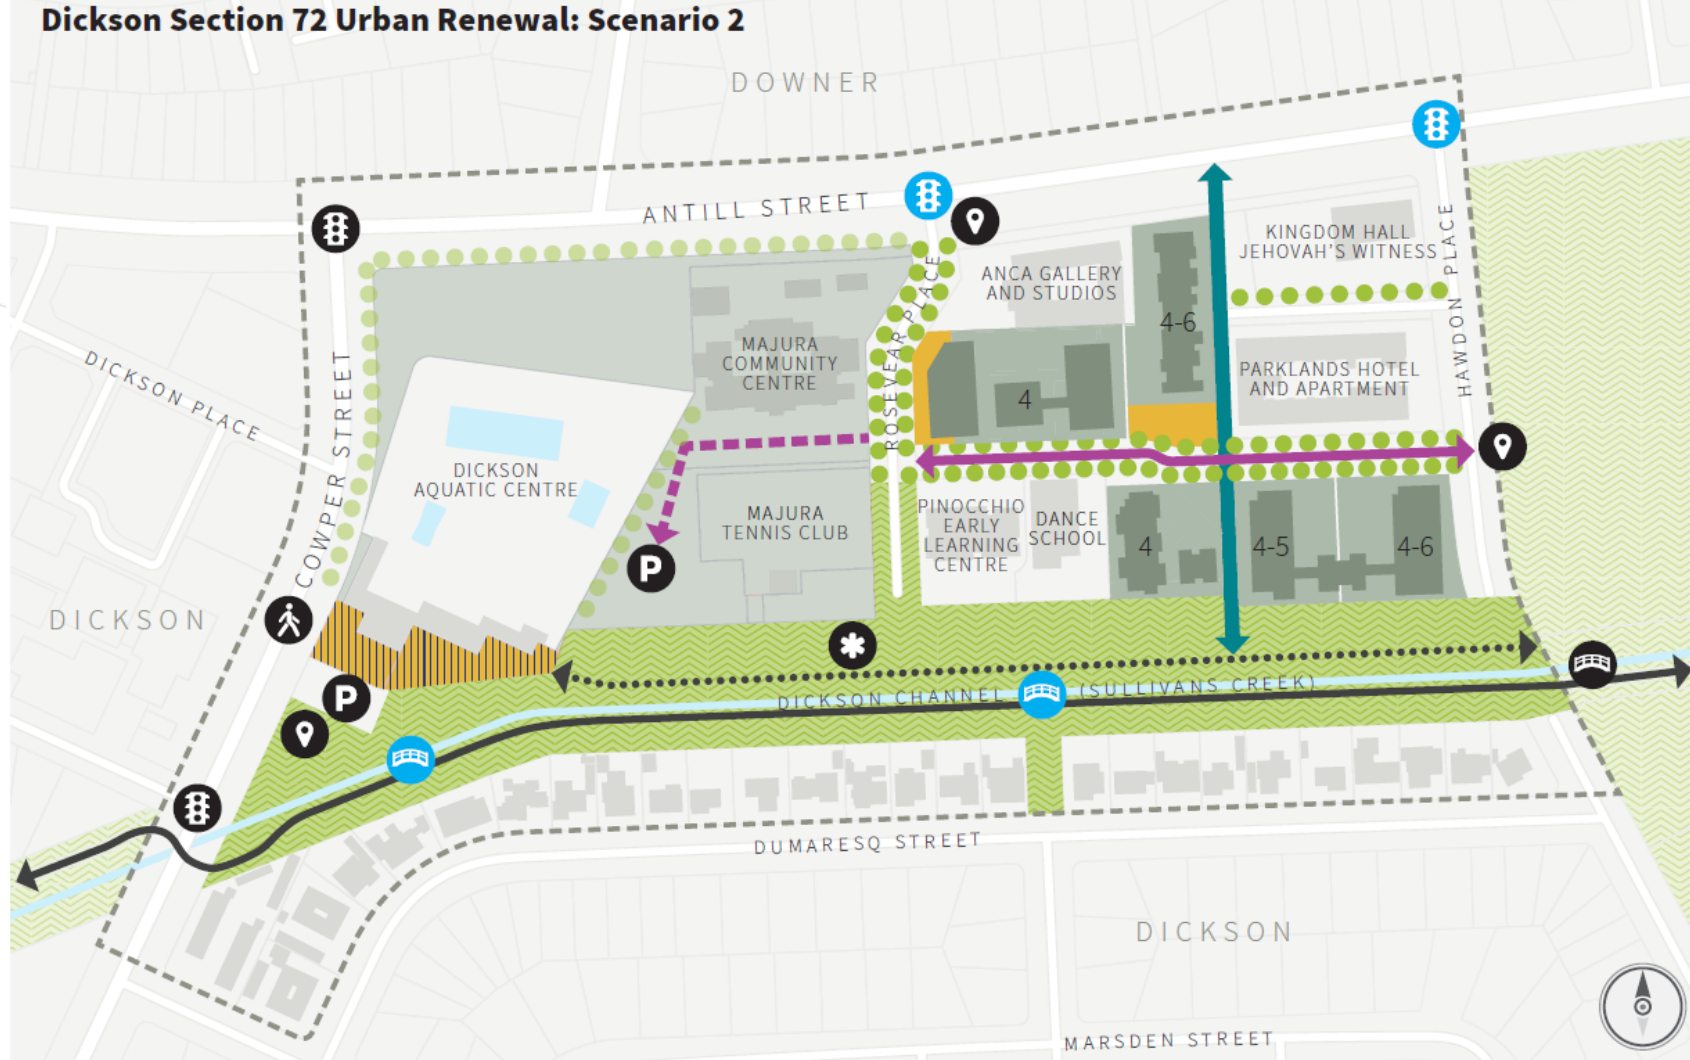 Dickson Section 72 Urban Renewal: Scenario 2
DOWNER
ANTILL STREET
KINGDOM HALL
JEHOVAH'S WITNESS
HAWDON PLACE
ANCA GALLERY
AND STUDIOS
ROSEVEAR PLACE
4-6
MAJURA
COMMUNITY
CENTRE
PARKLANDS HOTEL
AND APARTMENT
4
DICKSON PLACE
COWPER STREET
DICKSON
AQUATIC CENTRE
MAJURA
TENNIS CLUB
PINOCCHIO
EARLY
LEARNING
CENTRE
DANCE
SCHOOL
4
4-5
4-6
P
DICKSON
P
DICKSON CHANNEL (SULLIVANS CREEK)
DUMARESQ STREET
DICKSON
MARSDEN STREET